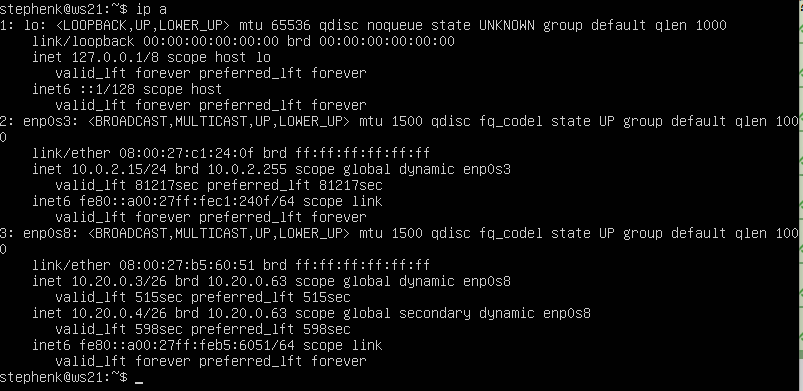 stephenk@ws21:~$ ip a
1: lo: <LOOPBACK,UP,LOWER_UP> mtu 65536 qdisc noqueue state UNKNOWN group default qlen 1000
    link/loopback 00:00:00:00:00:00 brd 00:00:00:00:00:00
    inet 127.0.0.1/8 scope host lo
       valid_lft forever preferred_lft forever
    inet6 ::1/128 scope host
       valid_lft forever preferred_lft forever
2: enp0s3: <BROADCAST,MULTICAST,UP,LOWER_UP> mtu 1500 qdisc fq_codel state UP group default qlen 100
0
    link/ether 08:00:27:c1:24:0f brd ff:ff:ff:ff:ff:ff
    inet 10.0.2.15/24 brd 10.0.2.255 scope global dynamic enp0s3
       valid_lft 81217sec preferred_lft 81217sec
    inet6 fe80::a00:27ff:fec1:240f/64 scope link
       valid_lft forever preferred_lft forever
3: enp0s8: <BROADCAST,MULTICAST,UP,LOWER_UP> mtu 1500 qdisc fq_codel state UP group default qlen 100
0
    link/ether 08:00:27:b5:60:51 brd ff:ff:ff:ff:ff:ff
    inet 10.20.0.3/26 brd 10.20.0.63 scope global dynamic enp0s8
       valid_lft 515sec preferred_lft 515sec
    inet 10.20.0.4/26 brd 10.20.0.63 scope global secondary dynamic enp0s8
       valid_lft 598sec preferred_lft 598sec
    inet6 fe80::a00:27ff:feb5:6051/64 scope link
       valid_lft forever preferred_lft forever
stephenk@ws21:~$ _